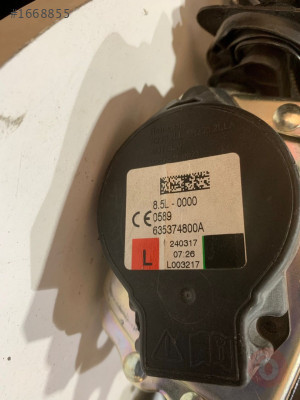 #1668855
8.5L - 0000
CE 0589
635374800A
L
240317
07:26
L003217